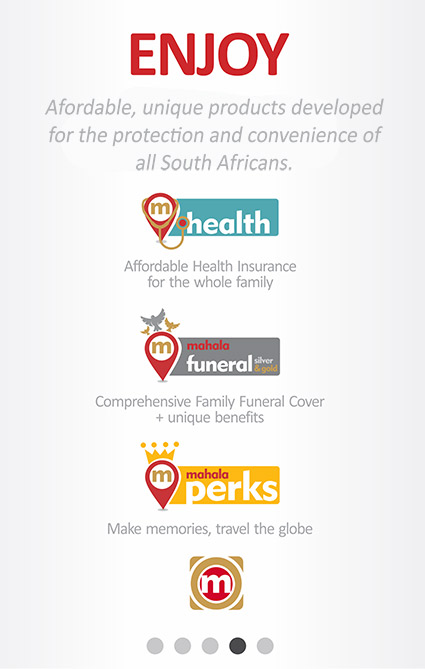 ENJOY
Afordable, unique products developed
for the protection and convenience of
all South Africans.
m health
Affordable Health Insurance
for the whole family
m mahala
funeral silver & gold
Comprehensive Family Funeral Cover
+ unique benefits
m mahala
perks
Make memories, travel the globe
m